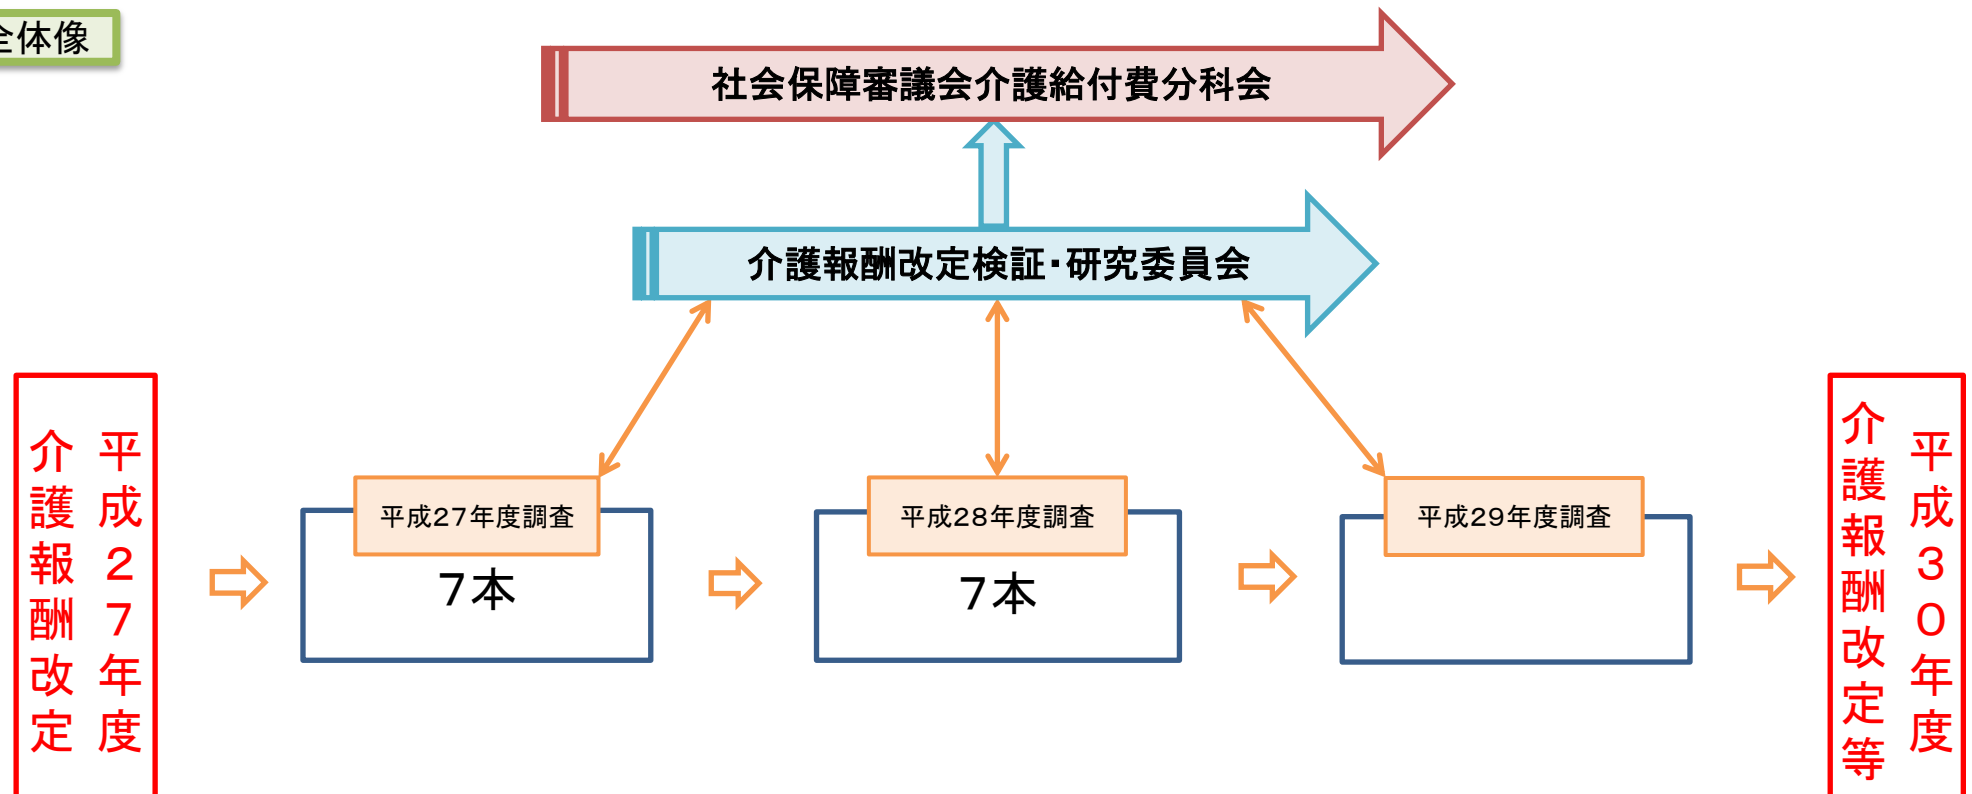 全体像
社会保障審議会介護給付費分科会
介護報酬改定検証・研究委員会
平成２７年度
介護報酬改定
平成27年度調査
7本
平成28年度調査
7本
平成29年度調査
平成３０年度
介護報酬改定等